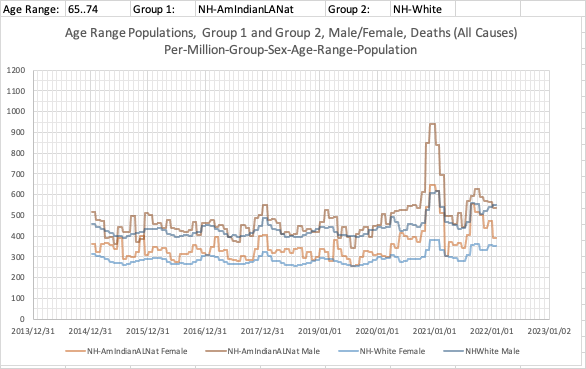 Age Range: 65..74 Group 1: NH-AmIndianALNat Group 2: NH-White
Age Range Populations, Group 1 and Group 2, Male/Female, Deaths (All Causes)
Per-Million-Group-Sex-Age-Range-Population
1200
1100
1000
900
800
700
600
500
400
300
200
100
0
2013/12/31 2014/12/31 2015/12/31 2016/12/31 2017/12/31 2019/01/01 2020/01/01 2021/01/01 2022/01/01 2023/01/02
NH-AmIndianALNat Female NH-AmIndianALNat Male NH-White Female NHWhite Male